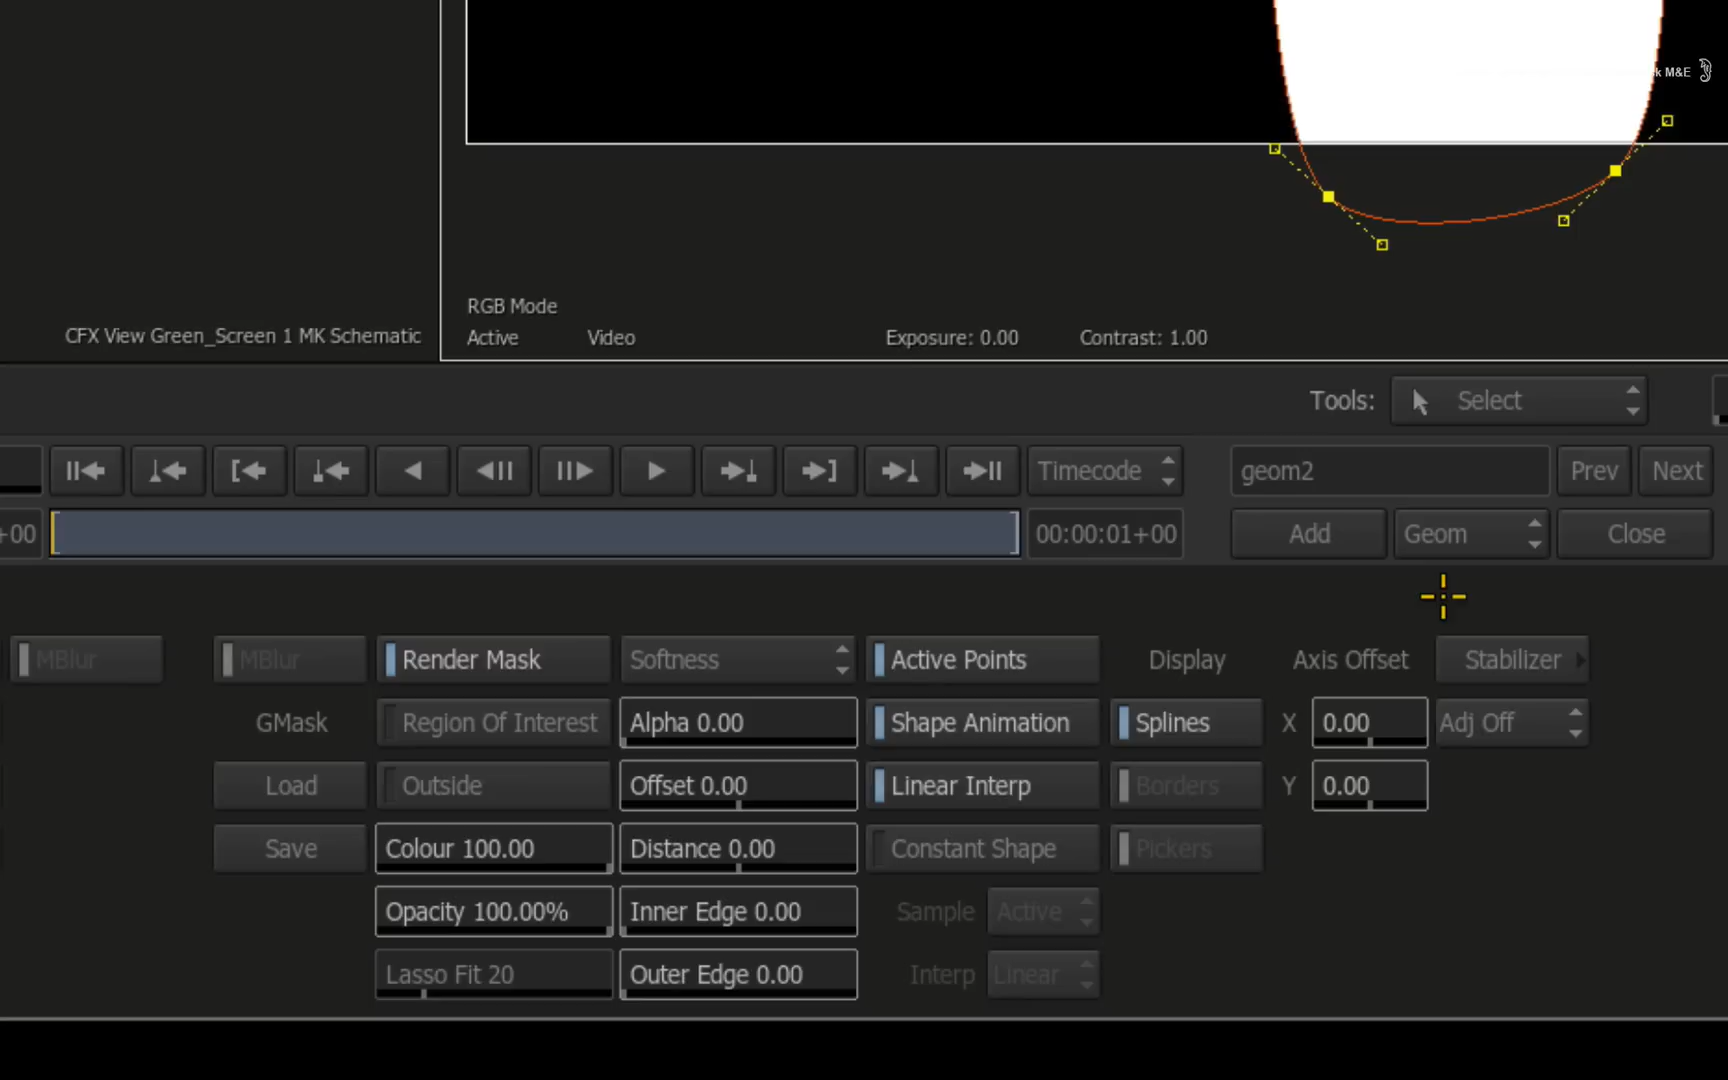 k M&E
RGB Mode
CFX View Green_Screen 1 MK Schematic
Active Video Exposure: 0.00 Contrast: 1.00
Tools: Select
Timecode geom2 Prev Next
+00 00:00:01+00 Add Geom Close
MBlur MBlur Render Mask Softness Active Points Display Axis Offset Stabilizer
GMask Region Of Interest Alpha 0.00 Shape Animation Splines X 0.00 Adj Off
Load Outside Offset 0.00 Linear Interp Borders Y 0.00
Save Colour 100.00 Distance 0.00 Constant Shape Pickers
Opacity 100.00% Inner Edge 0.00 Sample Active
Lasso Fit 20 Outer Edge 0.00 Interp Linear